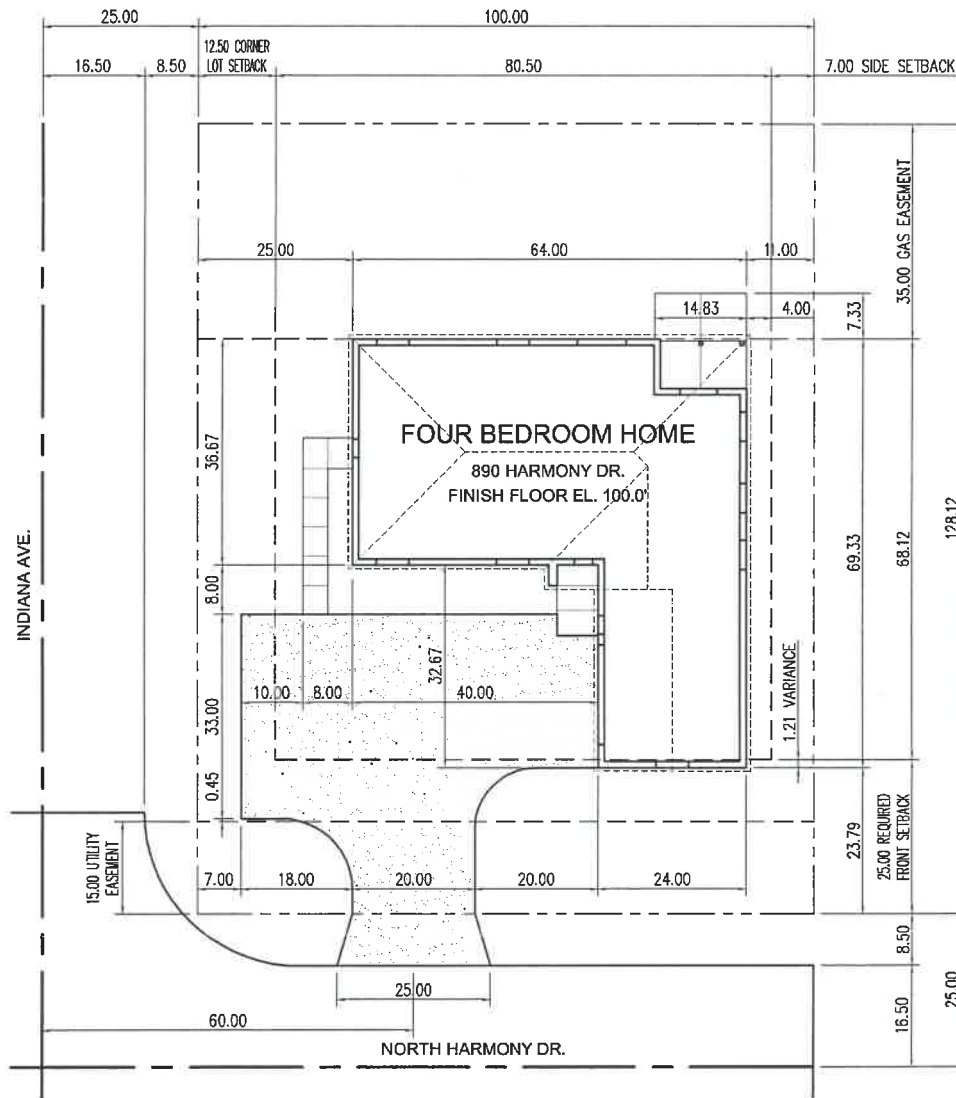 25.00
100.00
12.50 CORNER
LOT SETBACK
16.50
8.50
80.50
7.00 SIDE SETBACK
35.00 GAS EASEMENT
25.00
64.00
11.00
14.83
4.00
7.33
FOUR BEDROOM HOME
890 HARMONY DR.
FINISH FLOOR EL. 100.0'
36.67
INDIANA AVE.
69.33
68.12
128.12
8.00
32.67
10.00
8.00
40.00
33.00
1.21 VARIANCE
0.45
15.00 UTILITY
EASEMENT
23.79
25.00 REQUIRED
FRONT SETBACK
7.00
18.00
20.00
20.00
24.00
8.50
25.00
16.50
25.00
60.00
NORTH HARMONY DR.